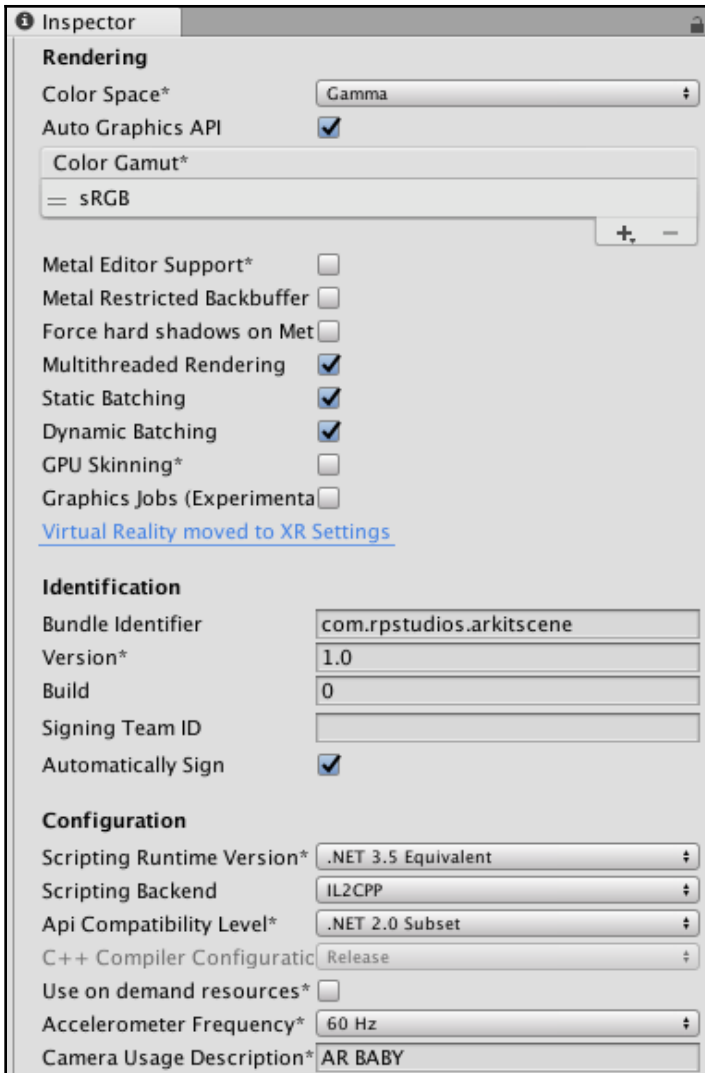 Inspector
Rendering
Color Space* Gamma
Auto Graphics API
Color Gamut*
sRGB
Metal Editor Support*
Metal Restricted Backbuffer
Force hard shadows on Met
Multithreaded Rendering
Static Batching
Dynamic Batching
GPU Skinning*
Graphics Jobs (Experimenta
Virtual Reality moved to XR Settings
Identification
Bundle Identifier com.rpstudios.arkitscene
Version* 1.0
Build 0
Signing Team ID
Automatically Sign
Configuration
Scripting Runtime Version* .NET 3.5 Equivalent
Scripting Backend IL2CPP
Api Compatibility Level* .NET 2.0 Subset
C++ Compiler Configuratic Release
Use on demand resources*
Accelerometer Frequency* 60 Hz
Camera Usage Description* AR BABY